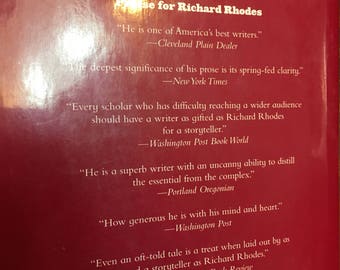 for Richard Rhodes
“He is one of America’s best writers.”
—Cleveland Plain Dealer
“The deepest significance of his prose is its spring-fed clarity.”
—New York Times
“Every scholar who has difficulty reaching a wider audience
should have a writer as gifted as Richard Rhodes
for a storyteller.”
—Washington Post Book World
“He is a superb writer with an uncanny ability to distill
the essential from the complex.”
—Portland Oregonian
“How generous he is with his mind and heart.”
—Washington Post
“Even an oft-told tale is a treat when laid out by as
a storyteller as Richard Rhodes.”
Review